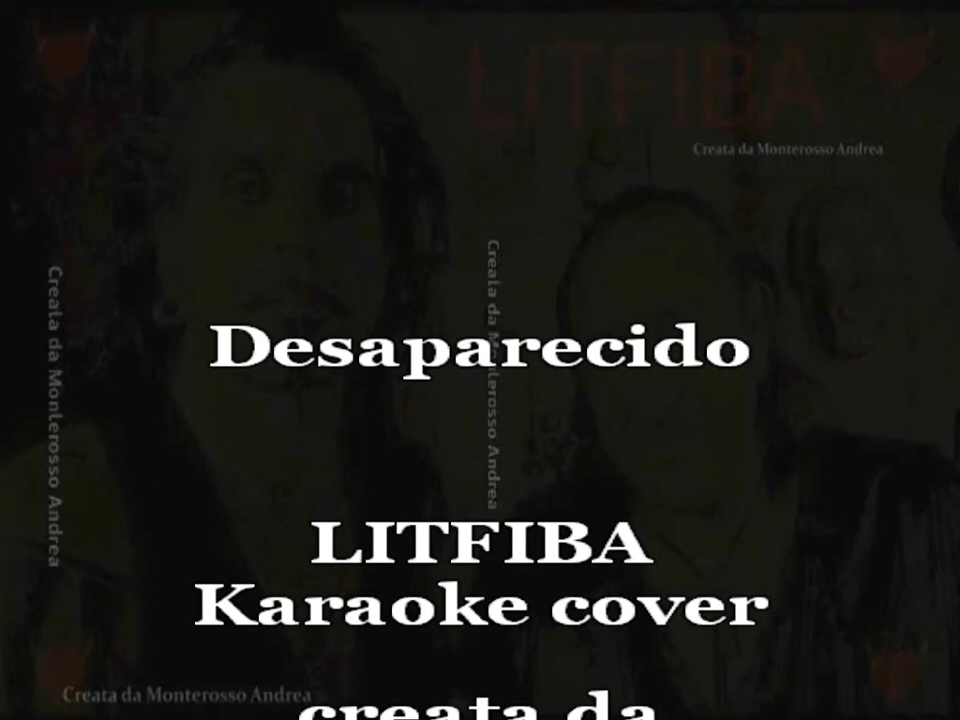 LITFIBA
Creata da Monterosso Andrea
Creata da Monterosso Andrea
Creata da Monterosso Andrea
Desaparecido
LITFIBA
Karaoke cover
creata da
Creata da Monterosso Andrea